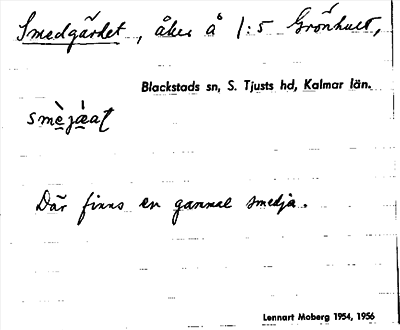 Smedgärdet, åker å 1:5 Grönhult,
Blackstads sn, S. Tjusts hd, Kalmar län.
Där finns en gammal smedja.
Lennart Moberg 1954, 1956